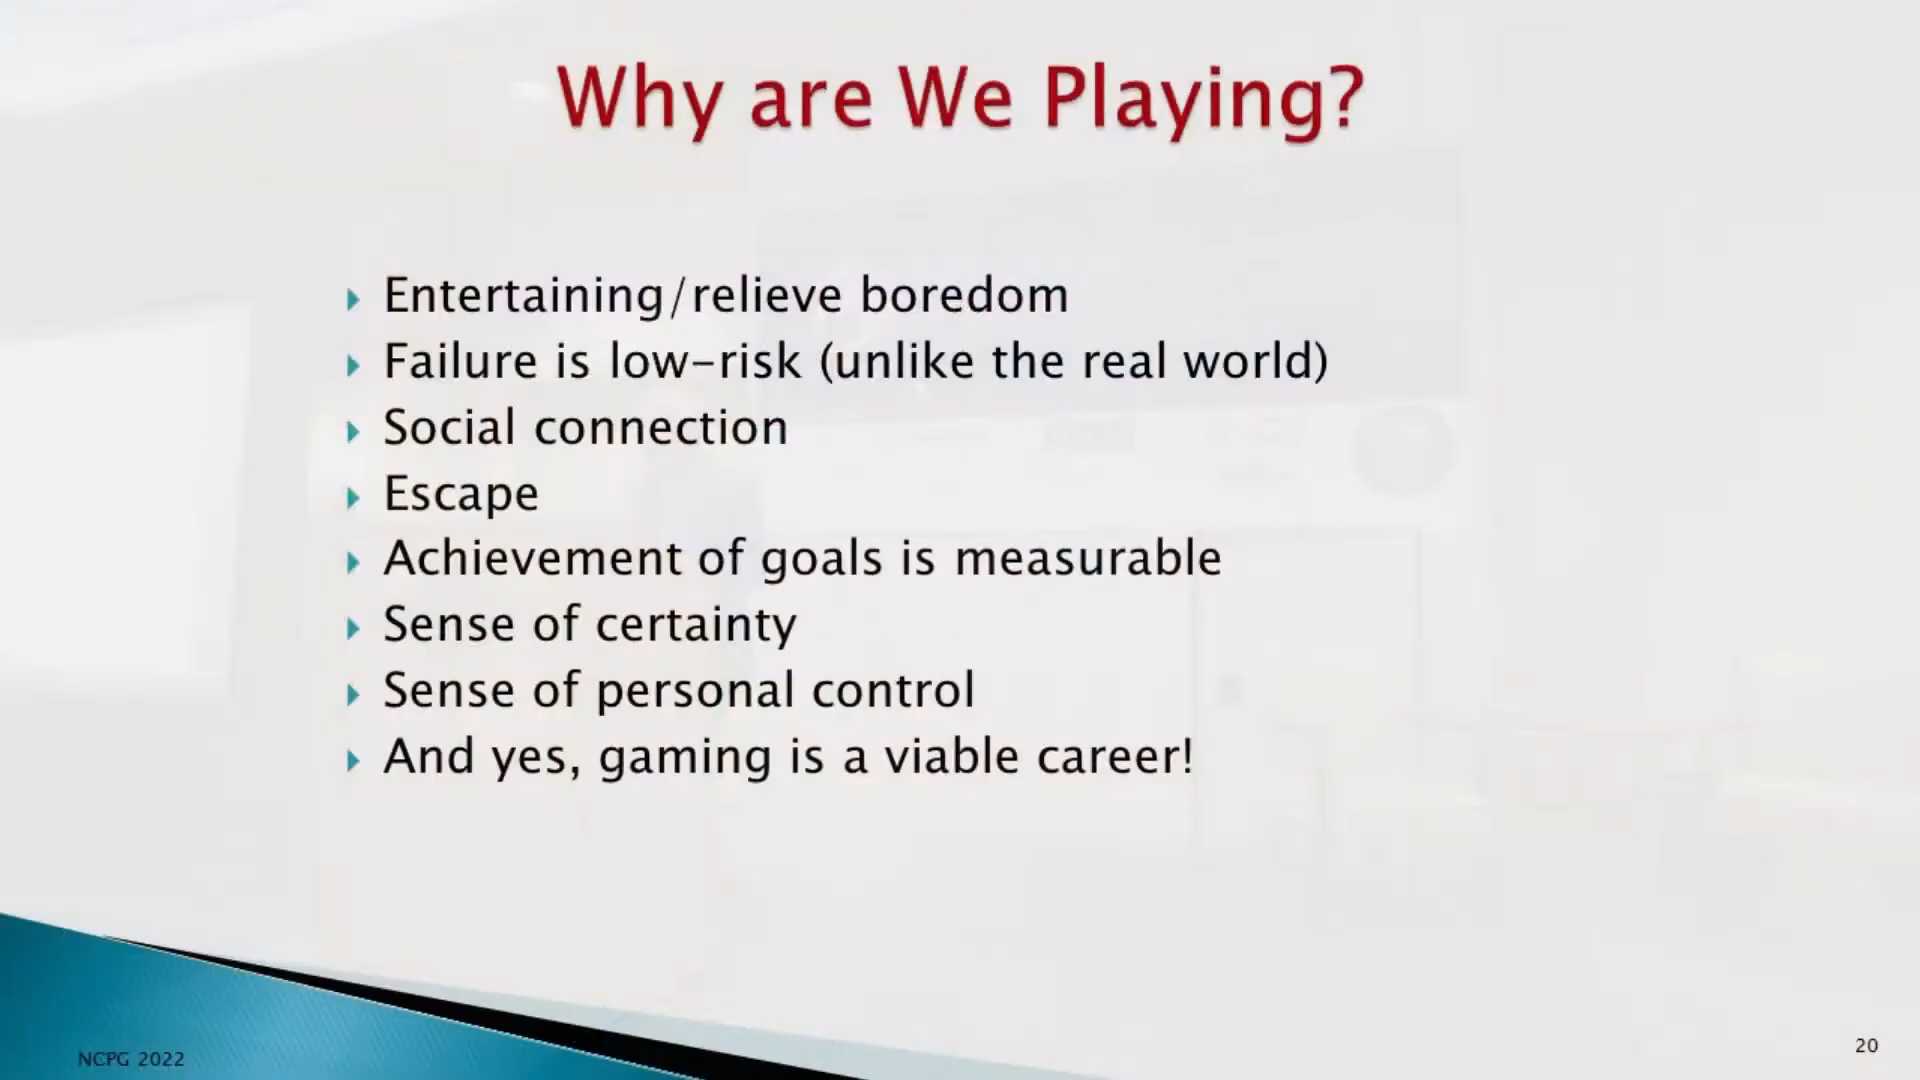 Why are We Playing?
Entertaining/relieve boredom
Failure is low-risk (unlike the real world)
Social connection
Escape
Achievement of goals is measurable
Sense of certainty
Sense of personal control
And yes, gaming is a viable career!
NCPG 2022
20